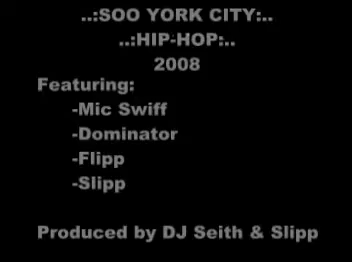 ..:SOO YORK CITY:..
..:HIP-HOP:..
2008
Featuring:
-Mic Swiff
-Dominator
-Flipp
-Slipp
Produced by DJ Seith & Slipp